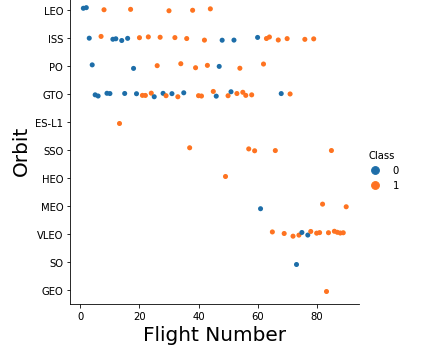 LEO
ISS
PO
GTO
ES-L1
SSO
HEO
MEO
VLEO
SO
GEO
Orbit
Class
0
1
0 20 40 60 80
Flight Number